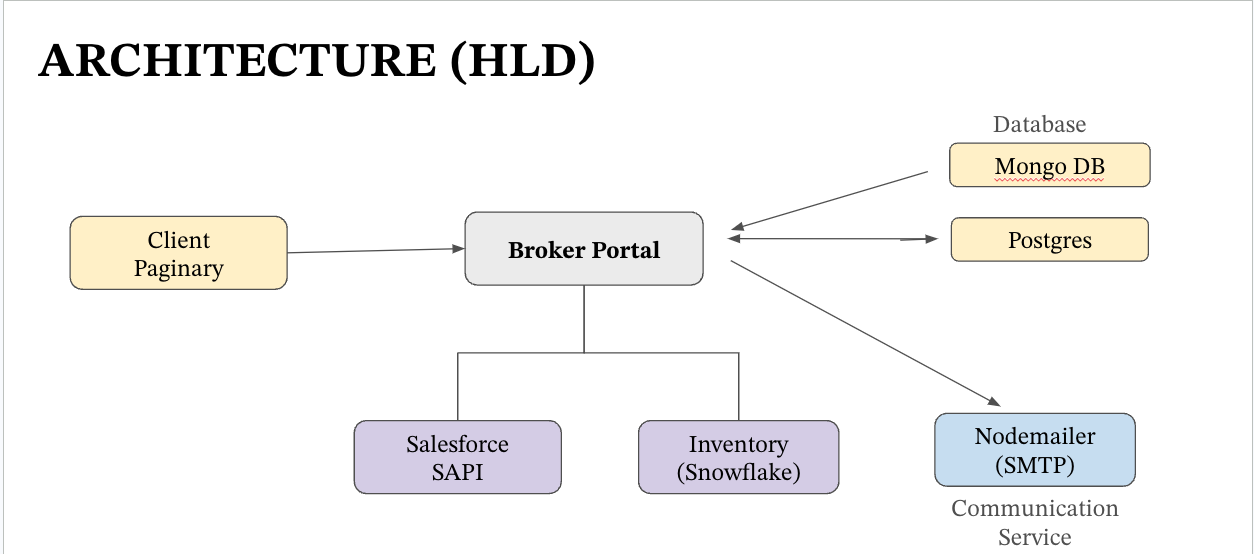 ARCHITECTURE (HLD)
Database
Mongo DB
Client
Paginary
Broker Portal
Postgres
Salesforce
SAPI
Inventory
(Snowflake)
Nodemailer
(SMTP)
Communication
Service